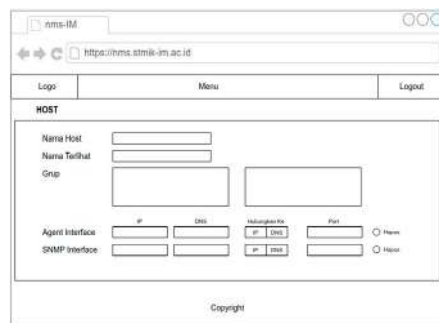 nms-IM
https://nms.stmik-im.ac.id
Logo Menu Logout
HOST
Nama Host
Nama Terlihat
Grup
IP DNS Hubungkan Ke Port
Agent Interface IP DNS Hapus
SNMP Interface IP DNS Hapus
Copyright